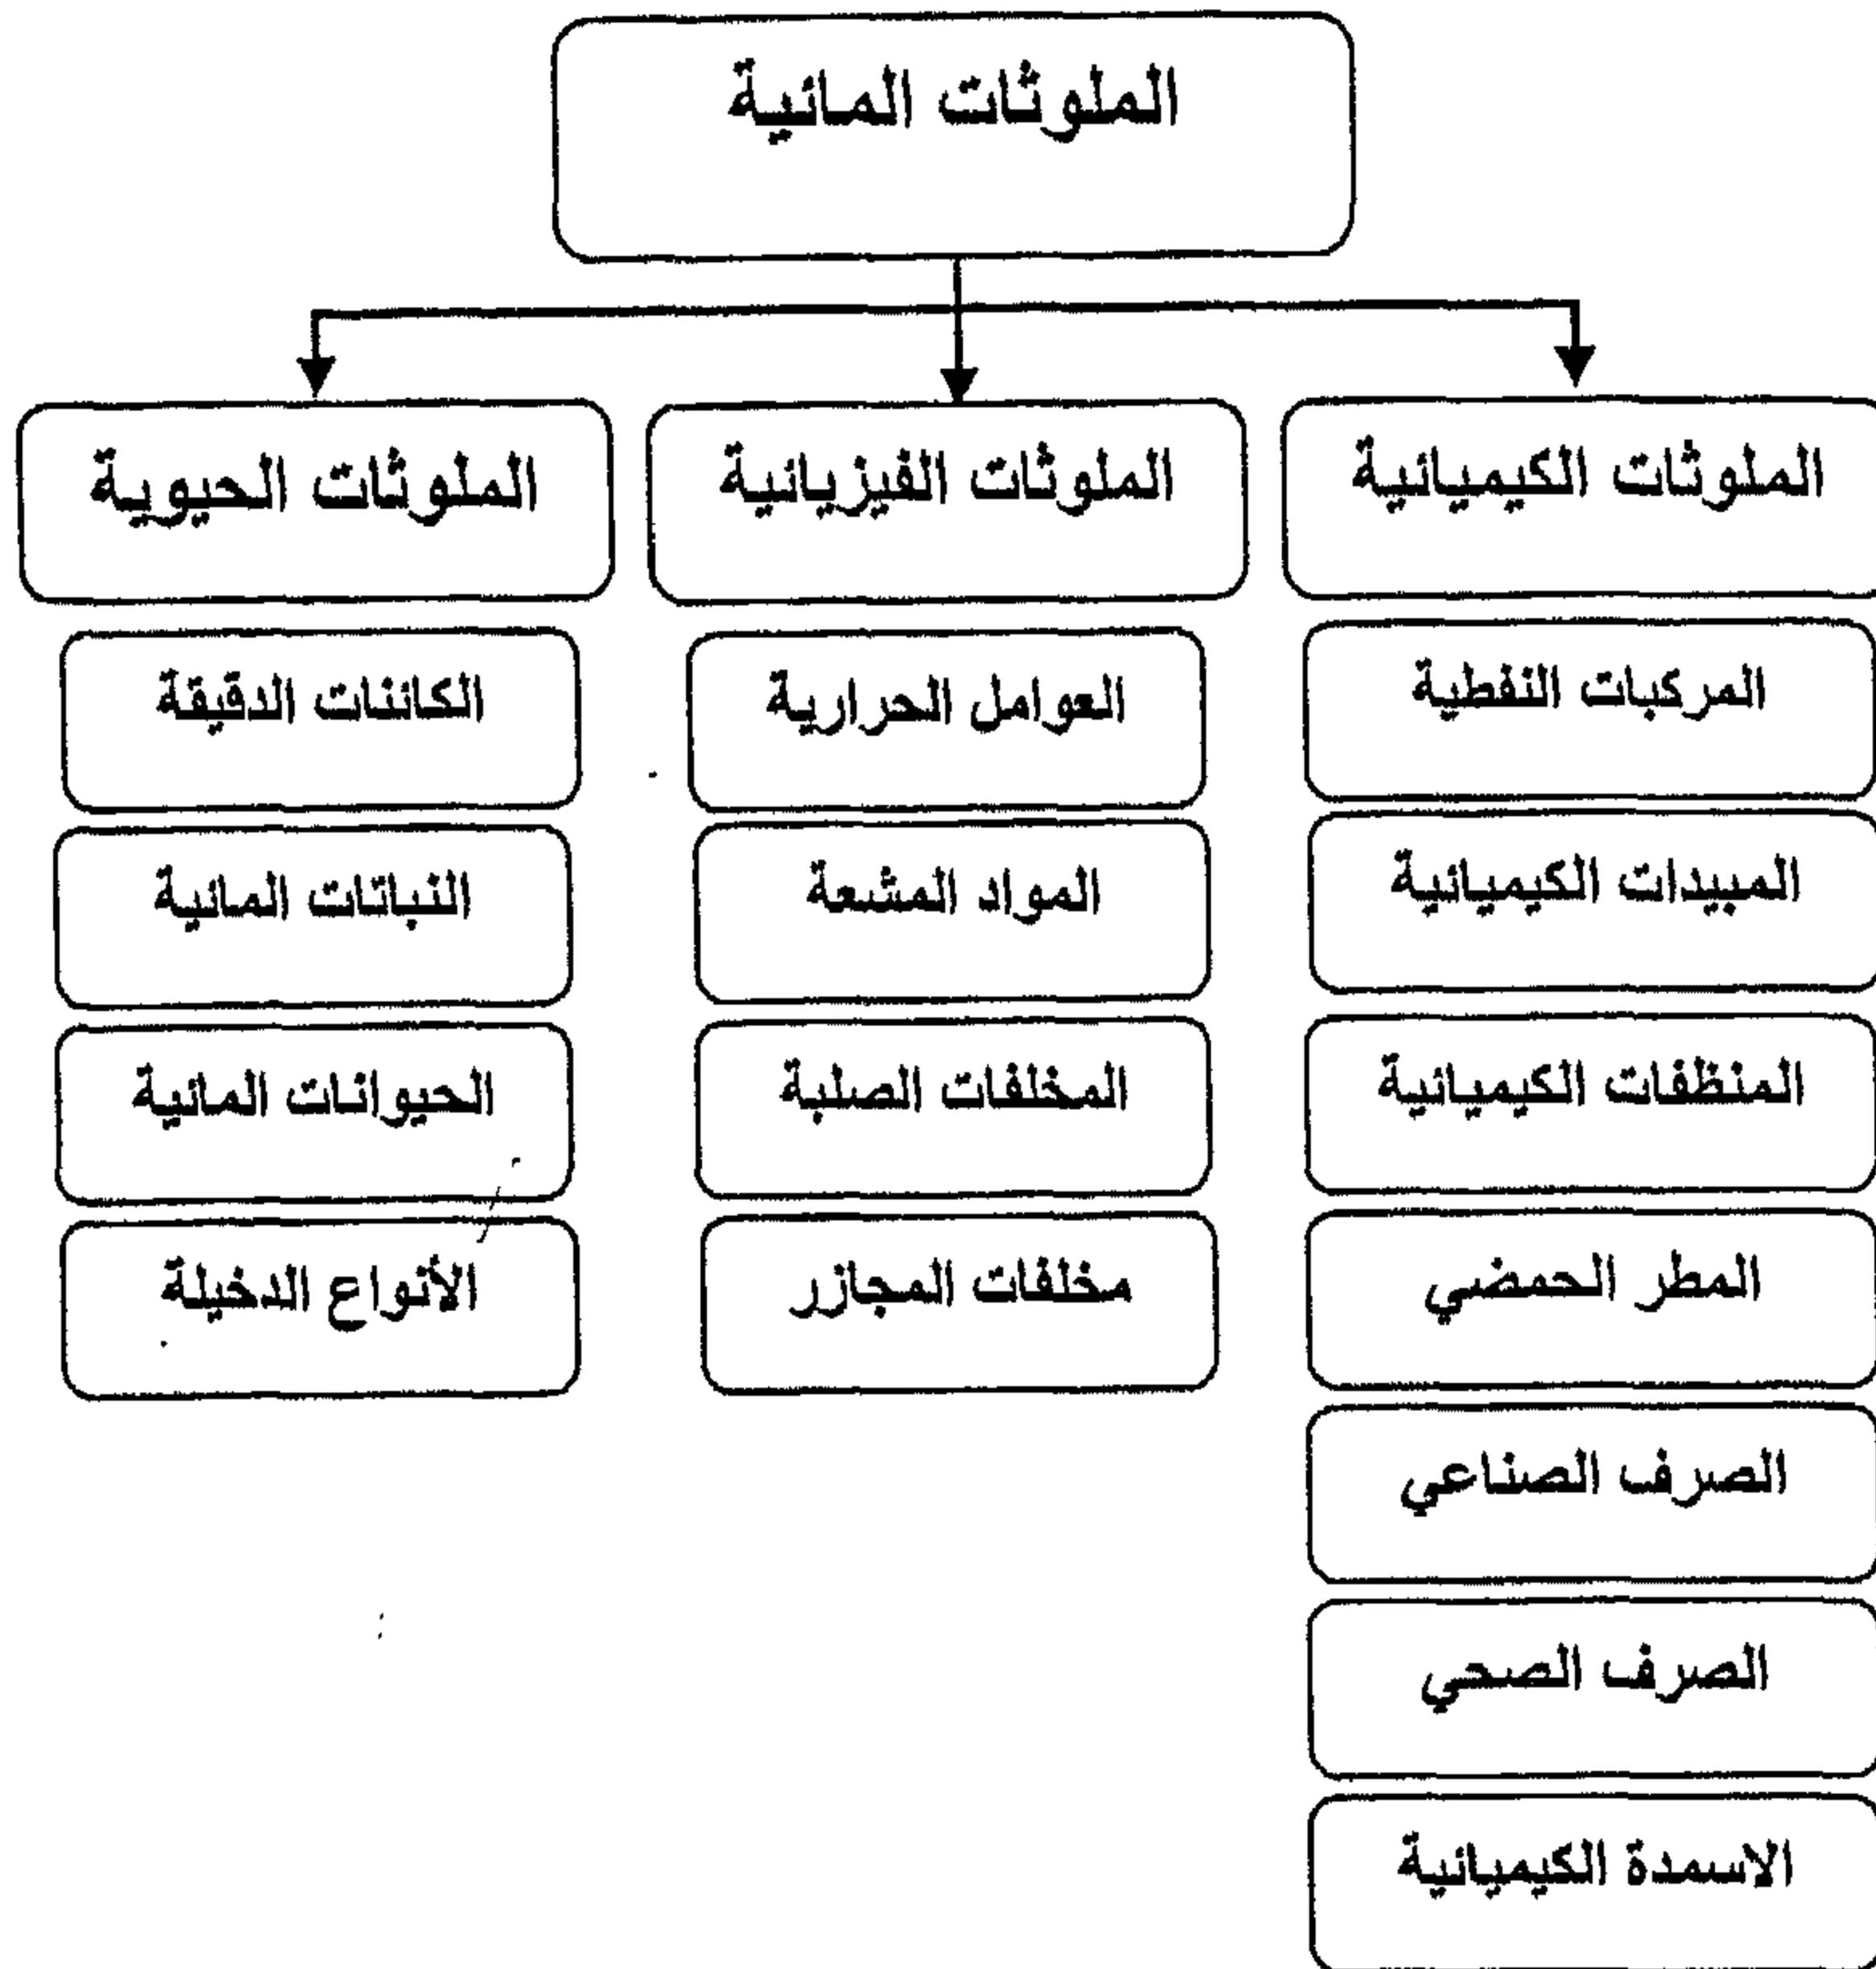 الملوثات المائية
الملوثات الكيميائية
الملوثات الفيزيائية
الملوثات الحيوية
المركبات النفطية
المبيدات الكيميائية
المنظفات الكيميائية
المطر الحمضي
الصرف الصناعي
الصرف الصحي
الاسمدة الكيميائية
العوامل الحرارية
المواد المشعة
المخلفات الصلبة
مخلفات المجازر
الكائنات الدقيقة
النباتات المائية
الحيوانات المائية
الأنواع الدخيلة